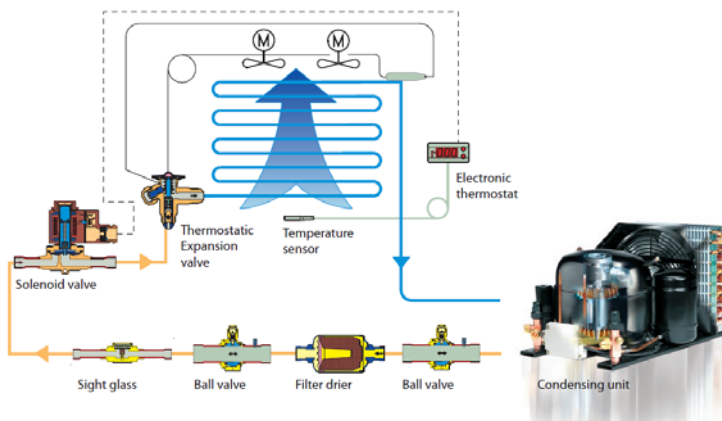 M
M
Electronic
thermostat
Thermostatic
Expansion
valve
Temperature
sensor
Solenoid valve
Sight glass
Ball valve
Filter drier
Ball valve
Condensing unit